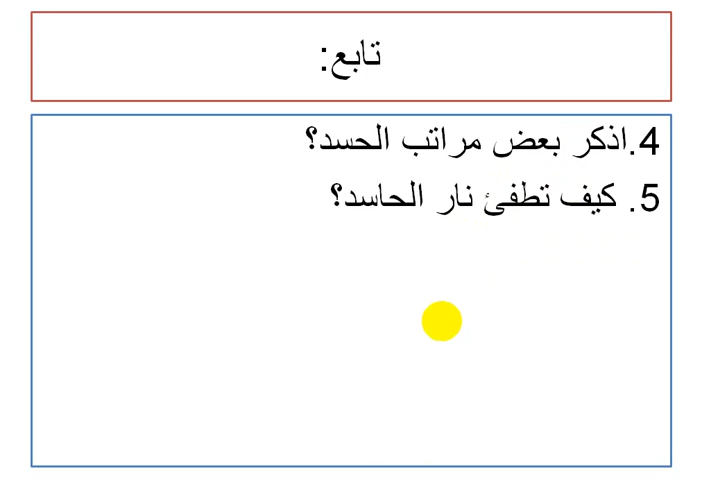 تابع:
4.اذكر بعض مراتب الحسد؟
5. كيف تطفئ نار الحاسد؟